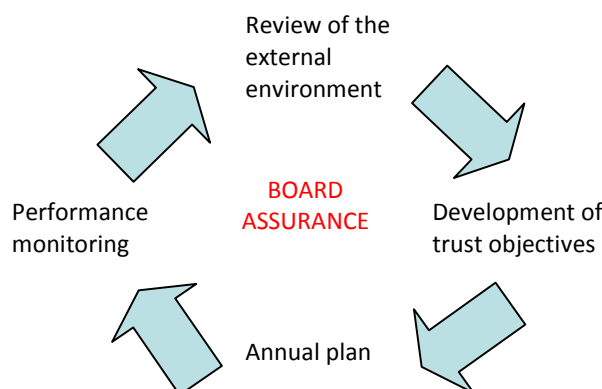 Review of the
external
environment
BOARD
ASSURANCE
Performance
monitoring
Development of
trust objectives
Annual plan